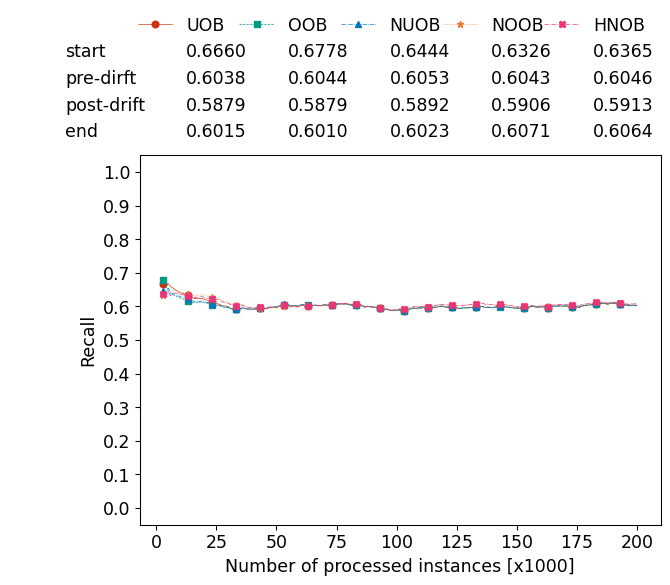 UOB OOB NUOB NOOB HNOB
start 0.6660 0.6778 0.6444 0.6326 0.6365
pre-dirft 0.6038 0.6044 0.6053 0.6043 0.6046
post-drift 0.5879 0.5879 0.5892 0.5906 0.5913
end 0.6015 0.6010 0.6023 0.6071 0.6064
1.0
0.9
0.8
0.7
0.6
0.5
0.4
0.3
0.2
0.1
0.0
Recall
0 25 50 75 100 125 150 175 200
Number of processed instances [x1000]